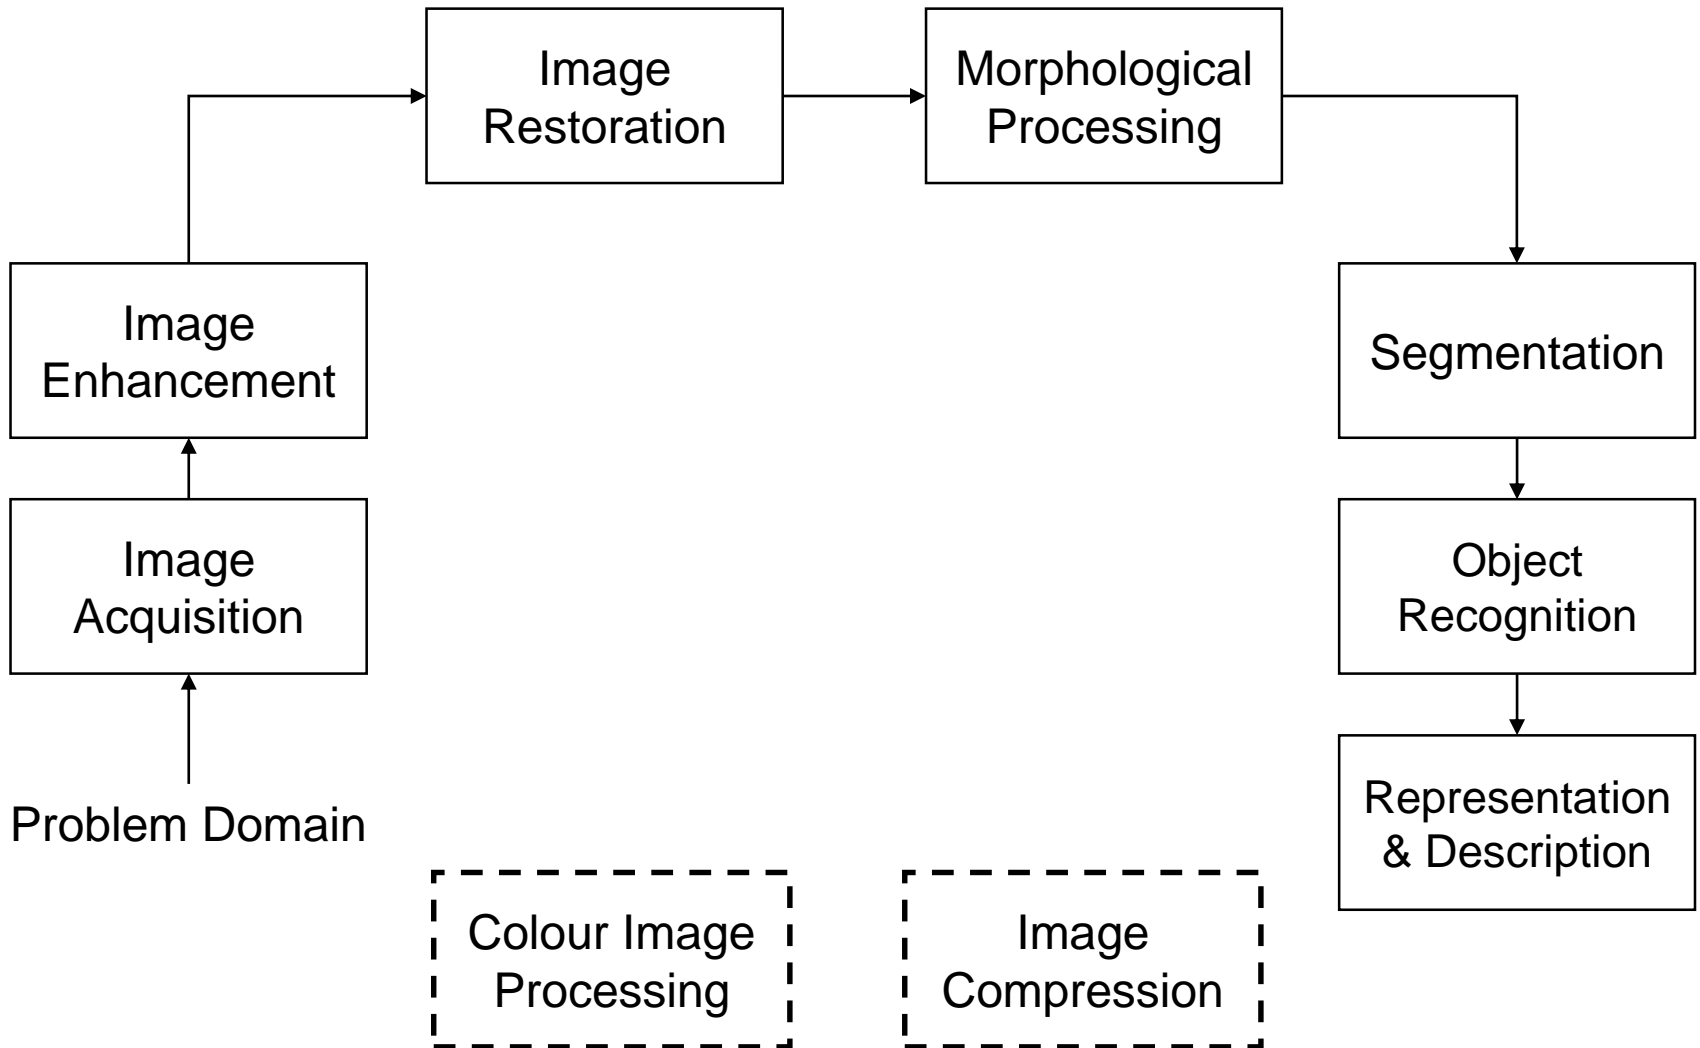 Image
Restoration
Morphological
Processing
Image
Enhancement
Segmentation
Image
Acquisition
Object
Recognition
Problem Domain
Representation
& Description
Colour Image
Processing
Image
Compression